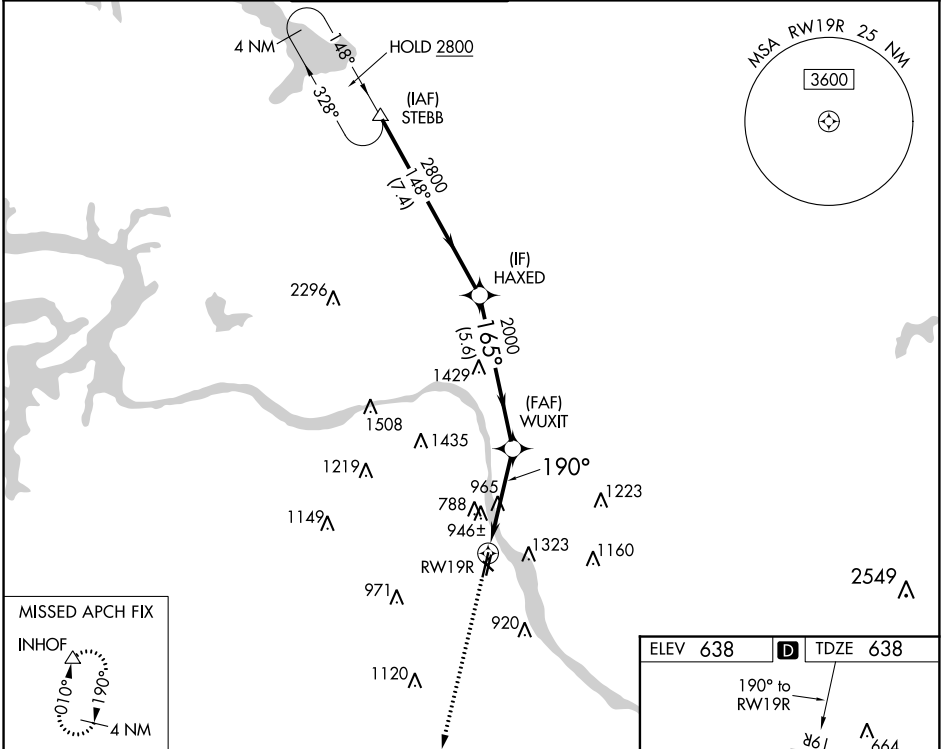 4 NM
148°
HOLD 2800
328°
(IAF)
STEBB
MSA RW19R 25 NM
3600
2800
148°
(7.4)
(IF)
HAXED
2296
2000
165°
(5.6)
1429
(FAF)
WUXIT
1508
1435
1219
190°
965
788
946±
1223
1149
1323
1160
RW19R
971
2549
920
1120
MISSED APCH FIX
INHOF
010°
190°
4 NM
ELEV 638 D TDZE 638
190° to
RW19R
19R
664